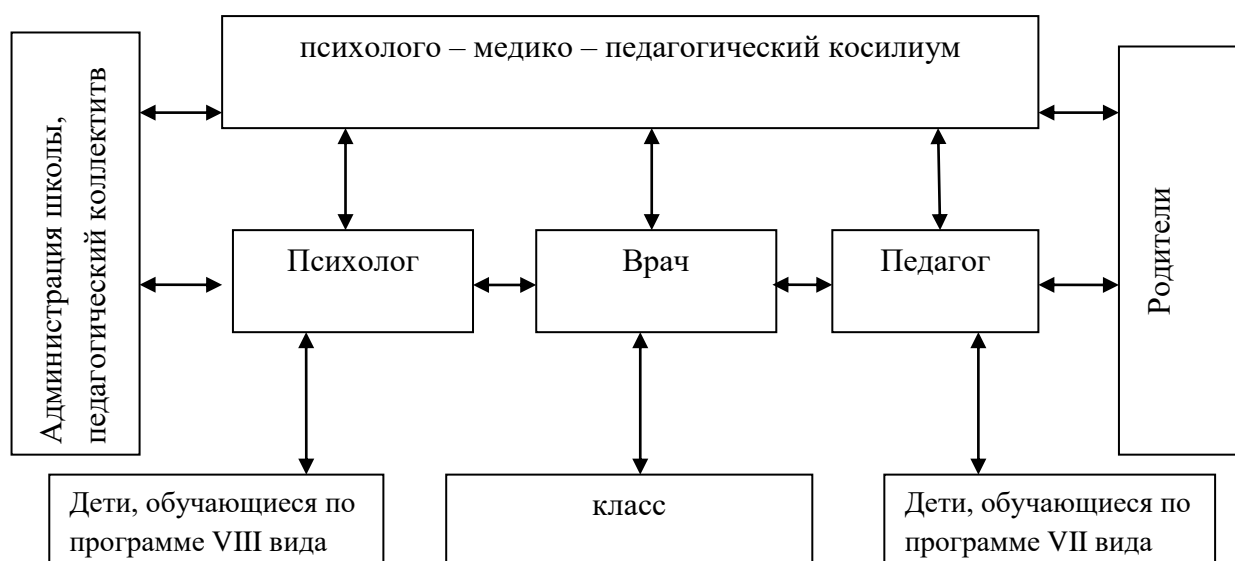 психолого – медико – педагогический косилиум
Администрация школы,
педагогический коллектитв
Психолог
Врач
Педагог
Родители
Дети, обучающиеся по
программе VIII вида
класс
Дети, обучающиеся по
программе VII вида